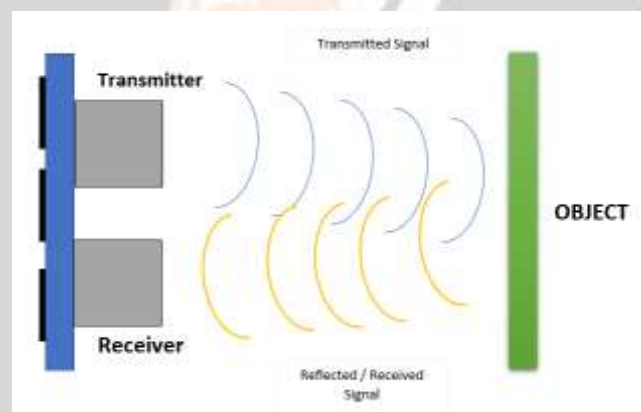 Transmitted Signal
Transmitter
OBJECT
Receiver
Reflected / Received
Signal